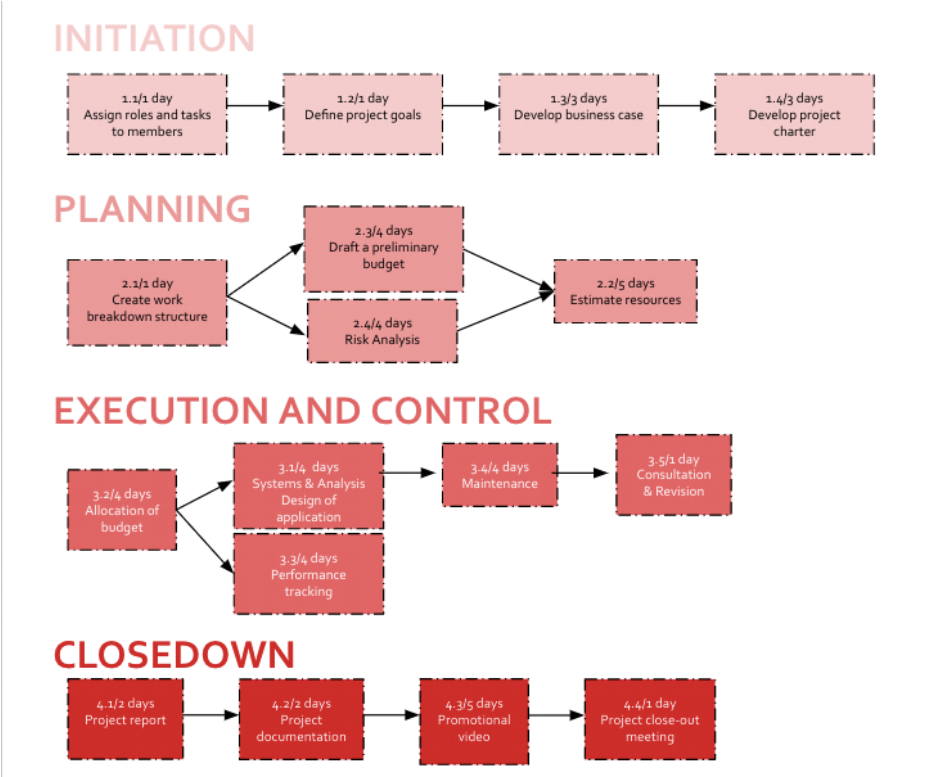 INITIATION
1.1/1 day
Assign roles and tasks
to members
1.2/1 day
Define project goals
1.3/3 days
Develop business case
1.4/3 days
Develop project
charter
PLANNING
2.1/1 day
Create work
breakdown structure
2.3/4 days
Draft a preliminary
budget
2.4/4 days
Risk Analysis
2.2/5 days
Estimate resources
EXECUTION AND CONTROL
3.2/4 days
Allocation of
budget
3.1/4 days
Systems & Analysis
Design of
application
3.3/4 days
Performance
tracking
3.4/4 days
Maintenance
3.5/1 day
Consultation
& Revision
CLOSEDOWN
4.1/2 days
Project report
4.2/2 days
Project
documentation
4.3/5 days
Promotional
video
4.4/1 day
Project close-out
meeting